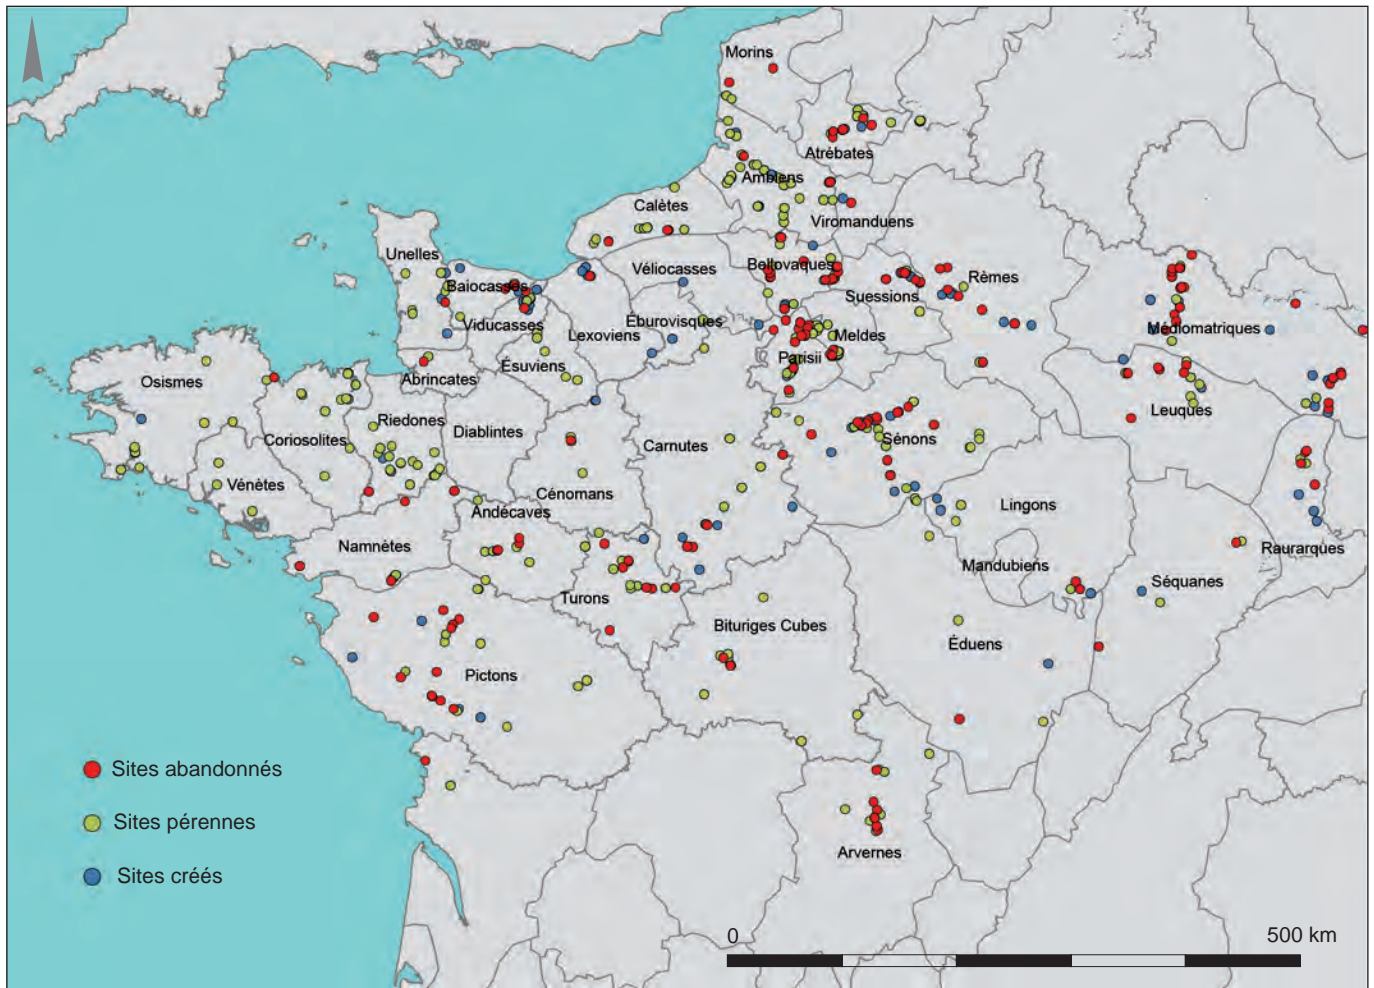 Morins
Atrébates
Ambiens
Calètes
Viromanduens
Unelles
Bellovaques
Véliocasses
Rèmes
Baiocasses
Suessions
Viducasses
Éburovisques
Médiomatriques
Lexoviens
Meldes
Parisii
Ésuviens
Abrincates
Osismes
Leuques
Riedones
Diablintes
Coriosolites
Sénons
Carnutes
Vénètes
Cénomans
Andécaves
Lingons
Namnètes
Raurarques
Mandubiens
Séquanes
Turons
Bituriges Cubes
Éduens
Pictons
Sites abandonnés
Sites pérennes
Sites créés
Arvernes
0
500 km